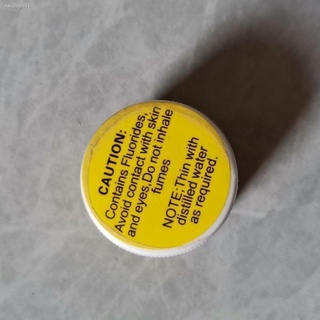 CAUTION:
Contains Fluorides,
Avoid contact with skin
and eyes;Do not inhale
fumes
NOTE;Thin with
distilled water
as required.